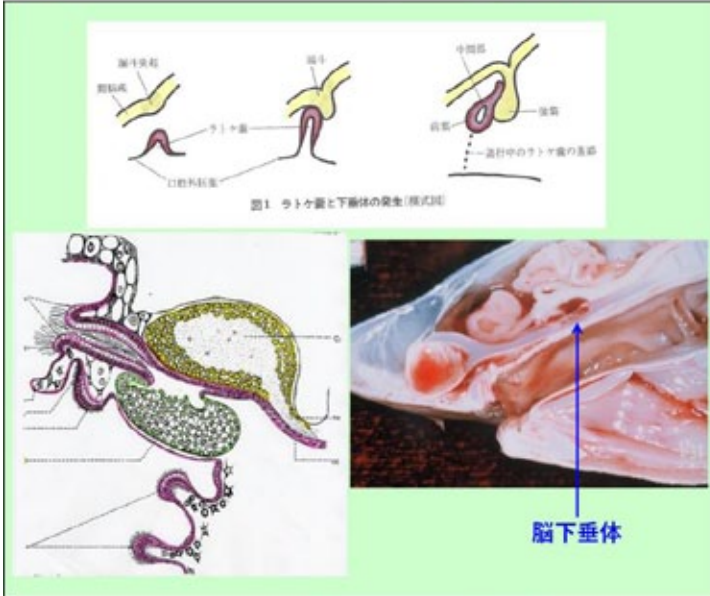 漏斗突起
間脳底
ラトケ嚢
口腔外胚葉
漏斗
中間部
前葉
後葉
退行中のラトケ嚢の基部
図1 ラトケ嚢と下垂体の発生〔模式図〕
脳下垂体